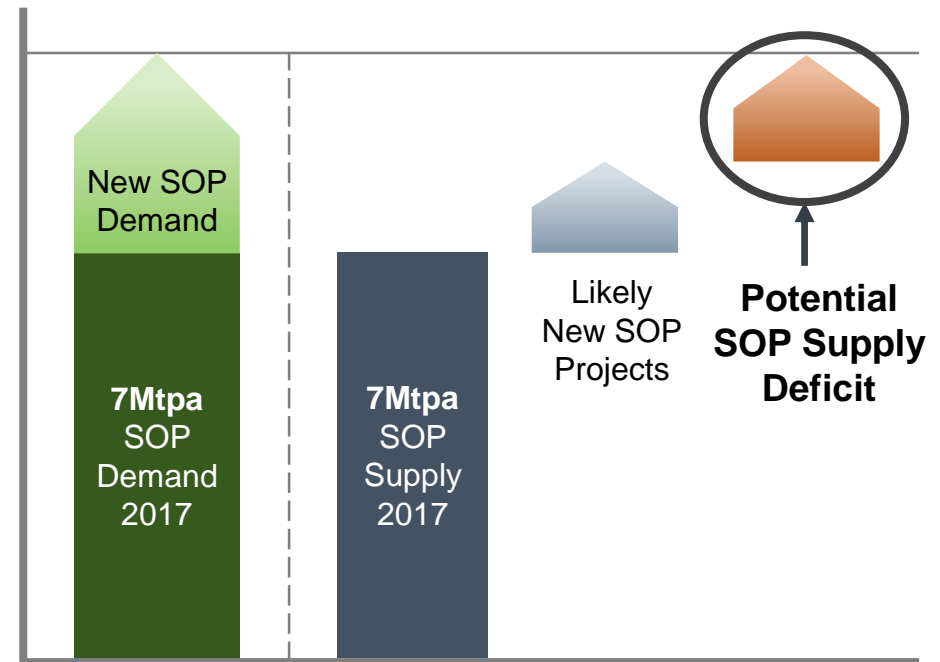 New SOP
Demand
7Mtpa
SOP
Demand
2017
7Mtpa
SOP
Supply
2017
Likely
New SOP
Projects
Potential
SOP Supply
Deficit